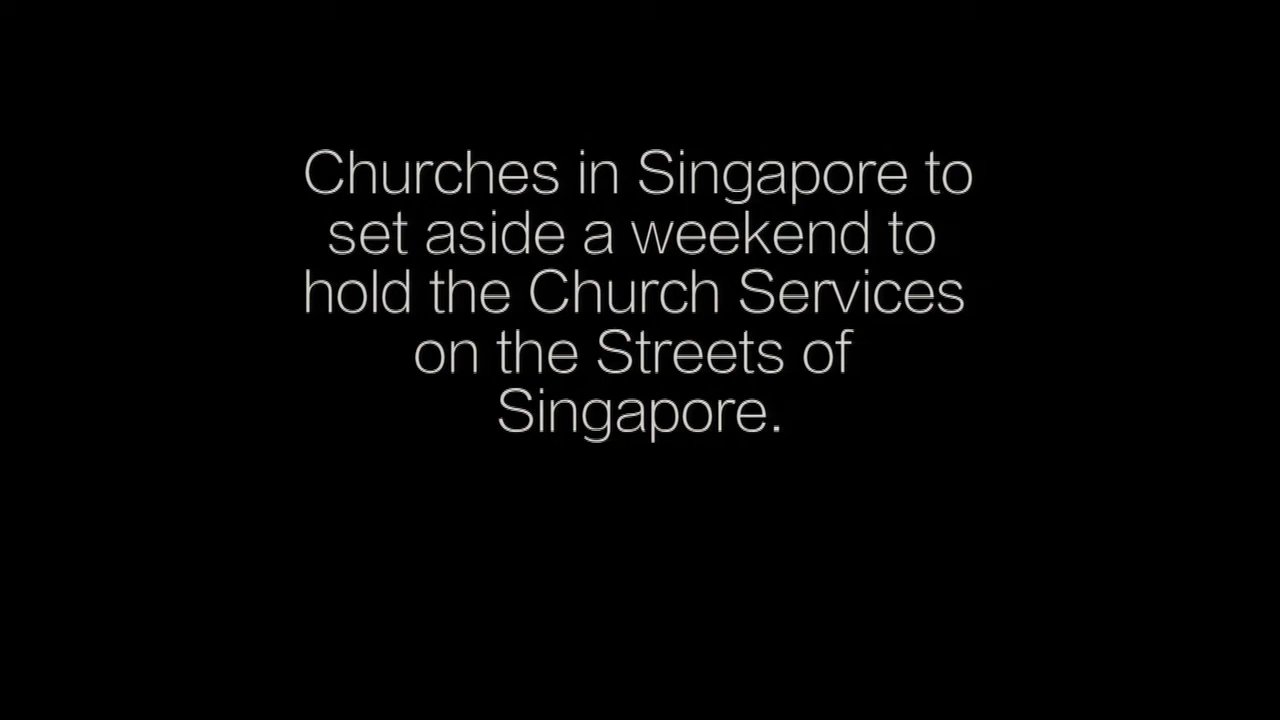 Churches in Singapore to
set aside a weekend to
hold the Church Services
on the Streets of
Singapore.